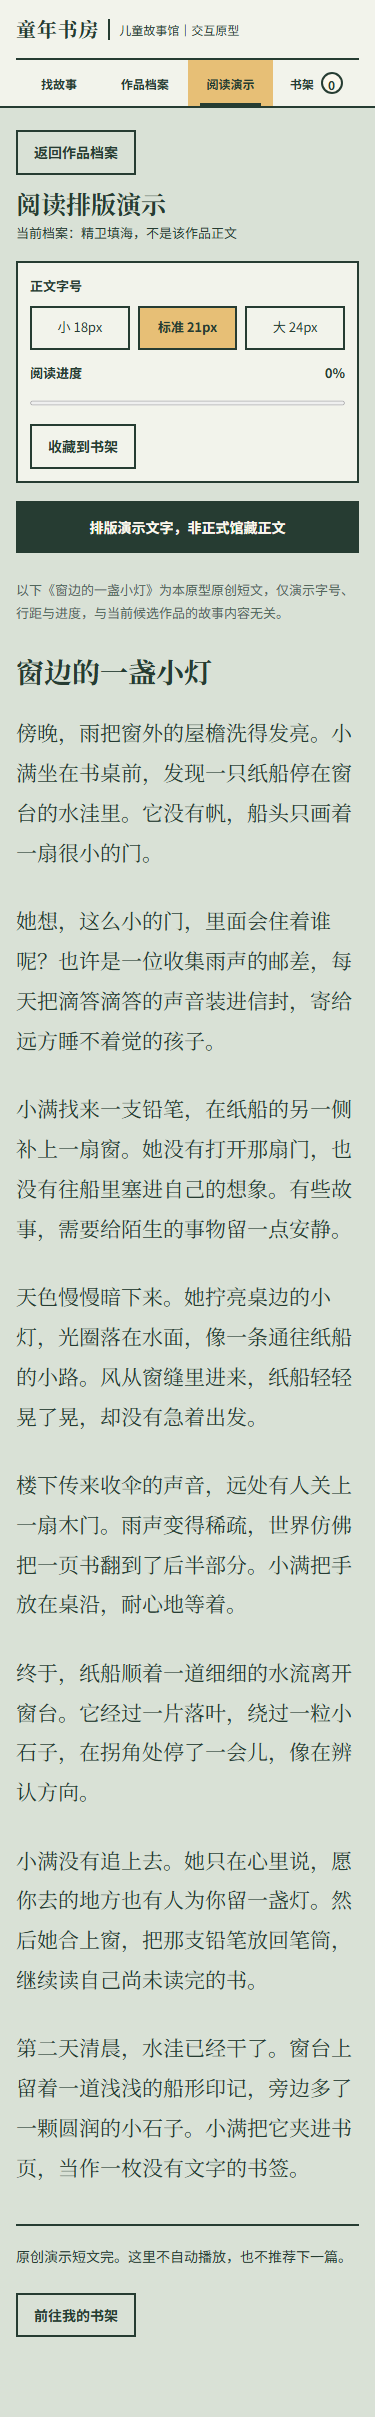 童年书房 儿童故事馆｜交互原型
找故事 作品档案 阅读演示 书架 0
返回作品档案
阅读排版演示
当前档案：精卫填海，不是该作品正文
正文字号
小 18px 标准 21px 大 24px
阅读进度 0%
收藏到书架
排版演示文字，非正式馆藏正文
以下《窗边的一盏小灯》为本原型原创短文，仅演示字号、
行距与进度，与当前候选作品的故事内容无关。
窗边的一盏小灯
傍晚，雨把窗外的屋檐洗得发亮。小
满坐在书桌前，发现一只纸船停在窗
台的水洼里。它没有帆，船头只画着
一扇很小的门。
她想，这么小的门，里面会住着谁
呢？也许是一位收集雨声的邮差，每
天把滴答滴答的声音装进信封，寄给
远方睡不着觉的孩子。
小满找来一支铅笔，在纸船的另一侧
补上一扇窗。她没有打开那扇门，也
没有往船里塞进自己的想象。有些故
事，需要给陌生的事物留一点安静。
天色慢慢暗下来。她拧亮桌边的小
灯，光圈落在水面，像一条通往纸船
的小路。风从窗缝里进来，纸船轻轻
晃了晃，却没有急着出发。
楼下传来收伞的声音，远处有人关上
一扇木门。雨声变得稀疏，世界仿佛
把一页书翻到了后半部分。小满把手
放在桌沿，耐心地等着。
终于，纸船顺着一道细细的水流离开
窗台。它经过一片落叶，绕过一粒小
石子，在拐角处停了一会儿，像在辨
认方向。
小满没有追上去。她只在心里说，愿
你去的地方也有人为你留一盏灯。然
后她合上窗，把那支铅笔放回笔筒，
继续读自己尚未读完的书。
第二天清晨，水洼已经干了。窗台上
留着一道浅浅的船形印记，旁边多了
一颗圆润的小石子。小满把它夹进书
页，当作一枚没有文字的书签。
原创演示短文完。这里不自动播放，也不推荐下一篇。
前往我的书架